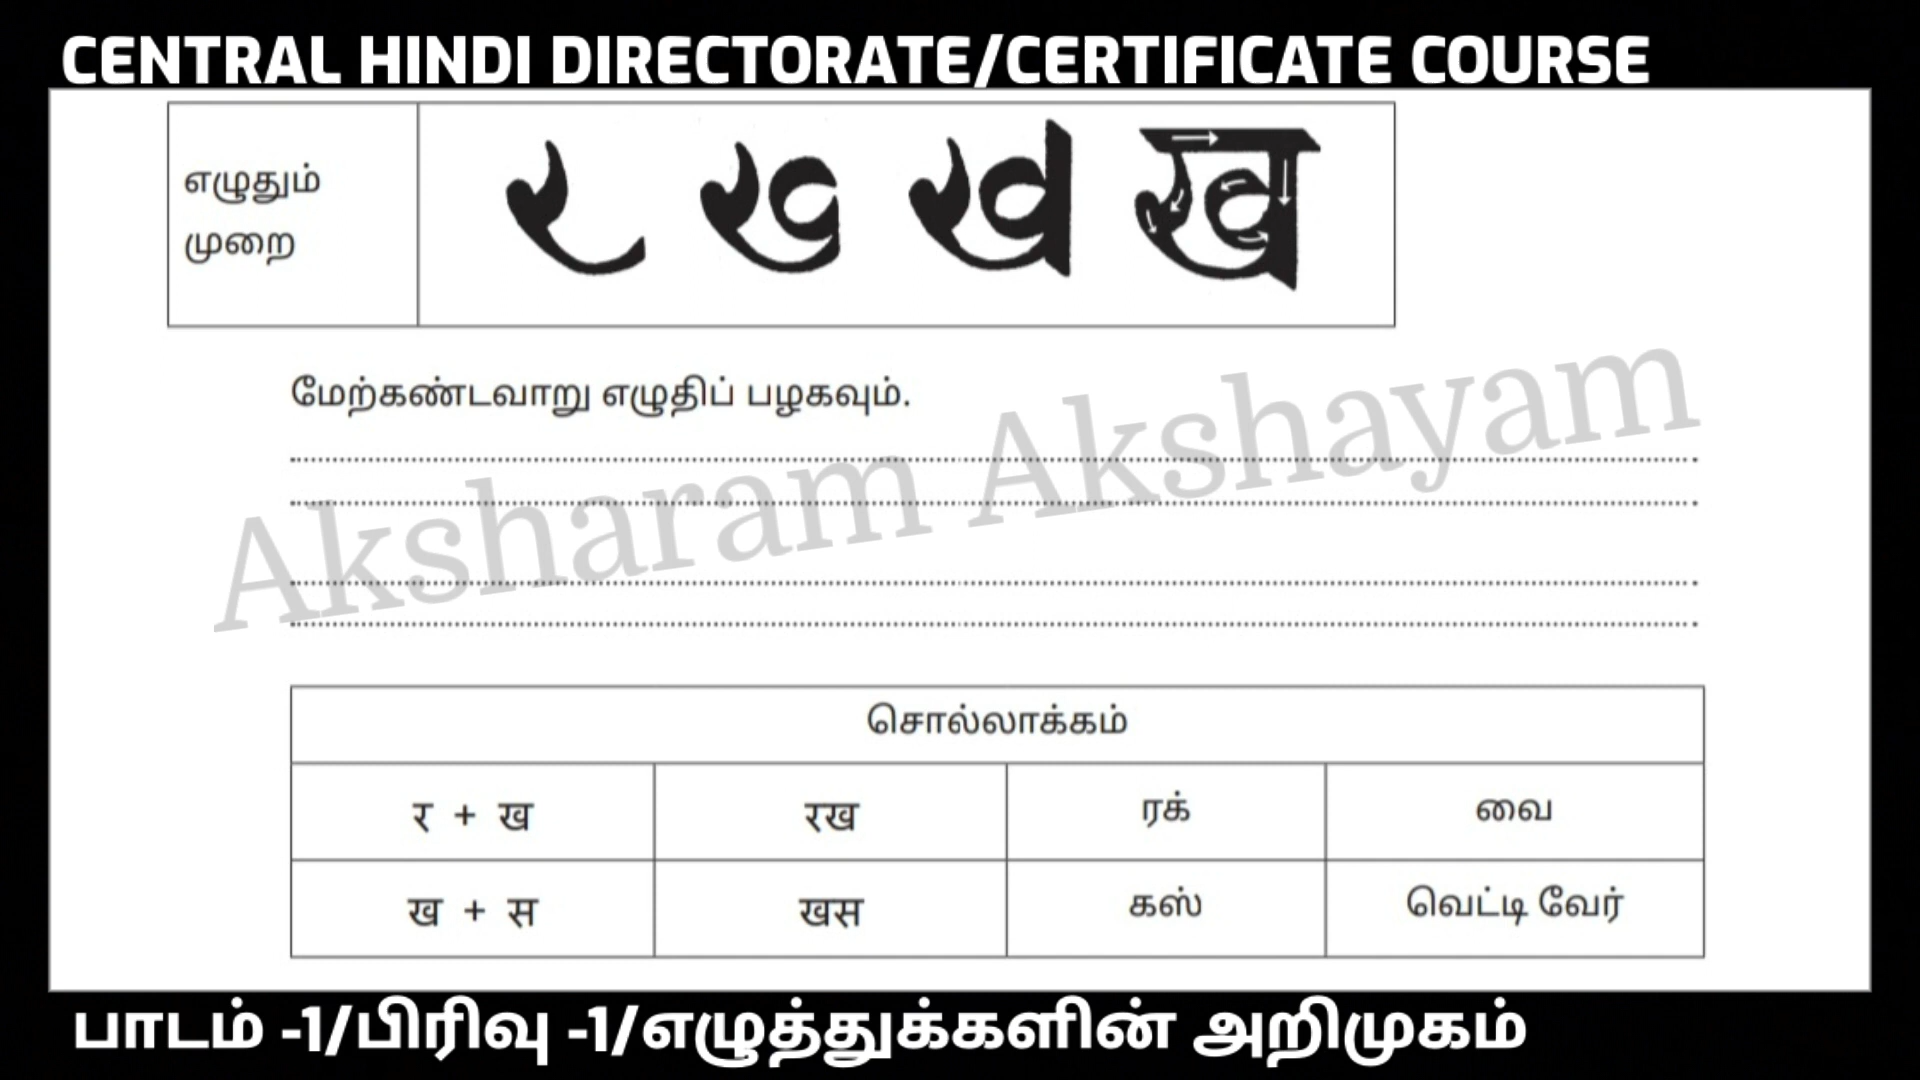 CENTRAL HINDI DIRECTORATE/CERTIFICATE COURSE
எழுதும்
முறை
र ख ख ख
மேற்கண்டவாறு எழுதிப் பழகவும்.
Aksharam Akshayam
சொல்லாக்கம்
र + ख रख ரக் வை
ख + स खस கஸ் வெட்டி வேர்
பாடம் -1/பிரிவு -1/எழுத்துக்களின் அறிமுகம்